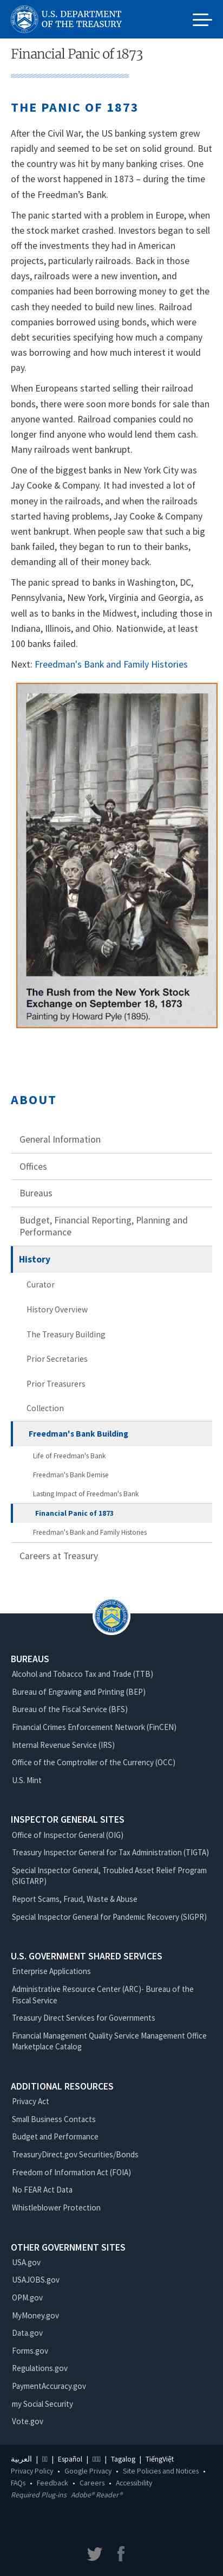 U.S. DEPARTMENT
OF THE TREASURY
Financial Panic of 1873
THE PANIC OF 1873
After the Civil War, the US banking system grew
rapidly and seemed to be set on solid ground. But
the country was hit by many banking crises. One
of the worst happened in 1873 – during the time
of the Freedman’s Bank.
The panic started with a problem in Europe, when
the stock market crashed. Investors began to sell
off the investments they had in American
projects, particularly railroads. Back in those
days, railroads were a new invention, and
companies had been borrowing money to get the
cash they needed to build new lines. Railroad
companies borrowed using bonds, which were
debt securities specifying how much a company
was borrowing and how much interest it would
pay.
When Europeans started selling their railroad
bonds, there were soon more bonds for sale than
anyone wanted. Railroad companies could no
longer find anyone who would lend them cash.
Many railroads went bankrupt.
One of the biggest banks in New York City was
Jay Cooke & Company. It had invested a lot of
money in the railroads, and when the railroads
started having problems, Jay Cooke & Company
went bankrupt. When people saw that such a big
bank failed, they began to run to their banks,
demanding all of their money back.
The panic spread to banks in Washington, DC,
Pennsylvania, New York, Virginia and Georgia, as
well as to banks in the Midwest, including those in
Indiana, Illinois, and Ohio. Nationwide, at least
100 banks failed.
Next: Freedman's Bank and Family Histories
The Rush from the New York Stock
Exchange on September 18, 1873
Painting by Howard Pyle (1895).
ABOUT
General Information
Offices
Bureaus
Budget, Financial Reporting, Planning and
Performance
History
Curator
History Overview
The Treasury Building
Prior Secretaries
Prior Treasurers
Collection
Freedman's Bank Building
Life of Freedman's Bank
Freedman's Bank Demise
Lasting Impact of Freedman's Bank
Financial Panic of 1873
Freedman's Bank and Family Histories
Careers at Treasury
BUREAUS
Alcohol and Tobacco Tax and Trade (TTB)
Bureau of Engraving and Printing (BEP)
Bureau of the Fiscal Service (BFS)
Financial Crimes Enforcement Network (FinCEN)
Internal Revenue Service (IRS)
Office of the Comptroller of the Currency (OCC)
U.S. Mint
INSPECTOR GENERAL SITES
Office of Inspector General (OIG)
Treasury Inspector General for Tax Administration (TIGTA)
Special Inspector General, Troubled Asset Relief Program
(SIGTARP)
Report Scams, Fraud, Waste & Abuse
Special Inspector General for Pandemic Recovery (SIGPR)
U.S. GOVERNMENT SHARED SERVICES
Enterprise Applications
Administrative Resource Center (ARC)- Bureau of the
Fiscal Service
Treasury Direct Services for Governments
Financial Management Quality Service Management Office
Marketplace Catalog
ADDITIONAL RESOURCES
Privacy Act
Small Business Contacts
Budget and Performance
TreasuryDirect.gov Securities/Bonds
Freedom of Information Act (FOIA)
No FEAR Act Data
Whistleblower Protection
OTHER GOVERNMENT SITES
USA.gov
USAJOBS.gov
OPM.gov
MyMoney.gov
Data.gov
Forms.gov
Regulations.gov
PaymentAccuracy.gov
my Social Security
Vote.gov
العربية | | Español | | Tagalog | TiếngViệt
Privacy Policy • Google Privacy • Site Policies and Notices •
FAQs • Feedback • Careers • Accessibility
Required Plug-ins Adobe® Reader®